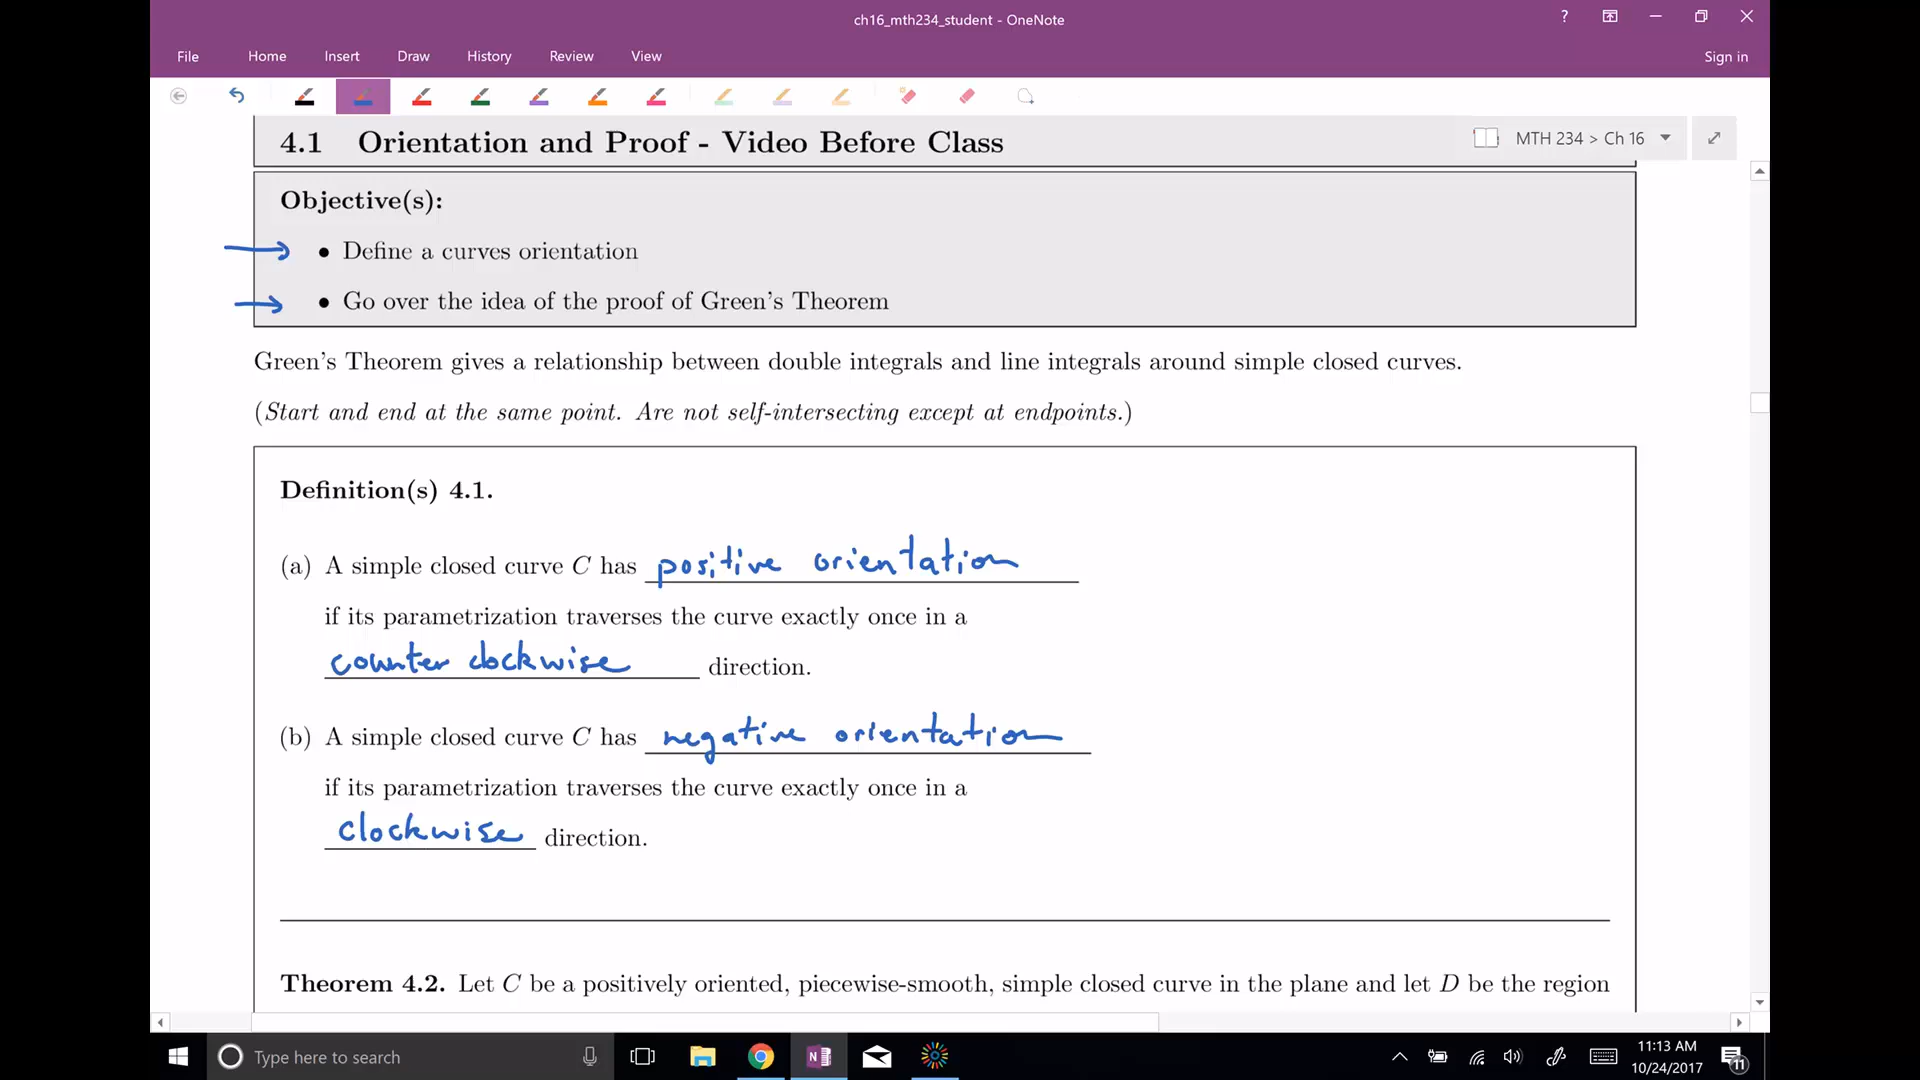 ch16_mth234_student - OneNote
?
File Home Insert Draw History Review View Sign in
4.1 Orientation and Proof - Video Before Class
MTH 234 > Ch 16
Objective(s):
• Define a curves orientation
• Go over the idea of the proof of Green's Theorem
Green's Theorem gives a relationship between double integrals and line integrals around simple closed curves.
(Start and end at the same point. Are not self-intersecting except at endpoints.)
Definition(s) 4.1.
(a) A simple closed curve C has positive orientation
if its parametrization traverses the curve exactly once in a
counter clockwise direction.
(b) A simple closed curve C has negative orientation
if its parametrization traverses the curve exactly once in a
clockwise direction.
Theorem 4.2. Let C be a positively oriented, piecewise-smooth, simple closed curve in the plane and let D be the region
Type here to search
N
11:13 AM
10/24/2017
11